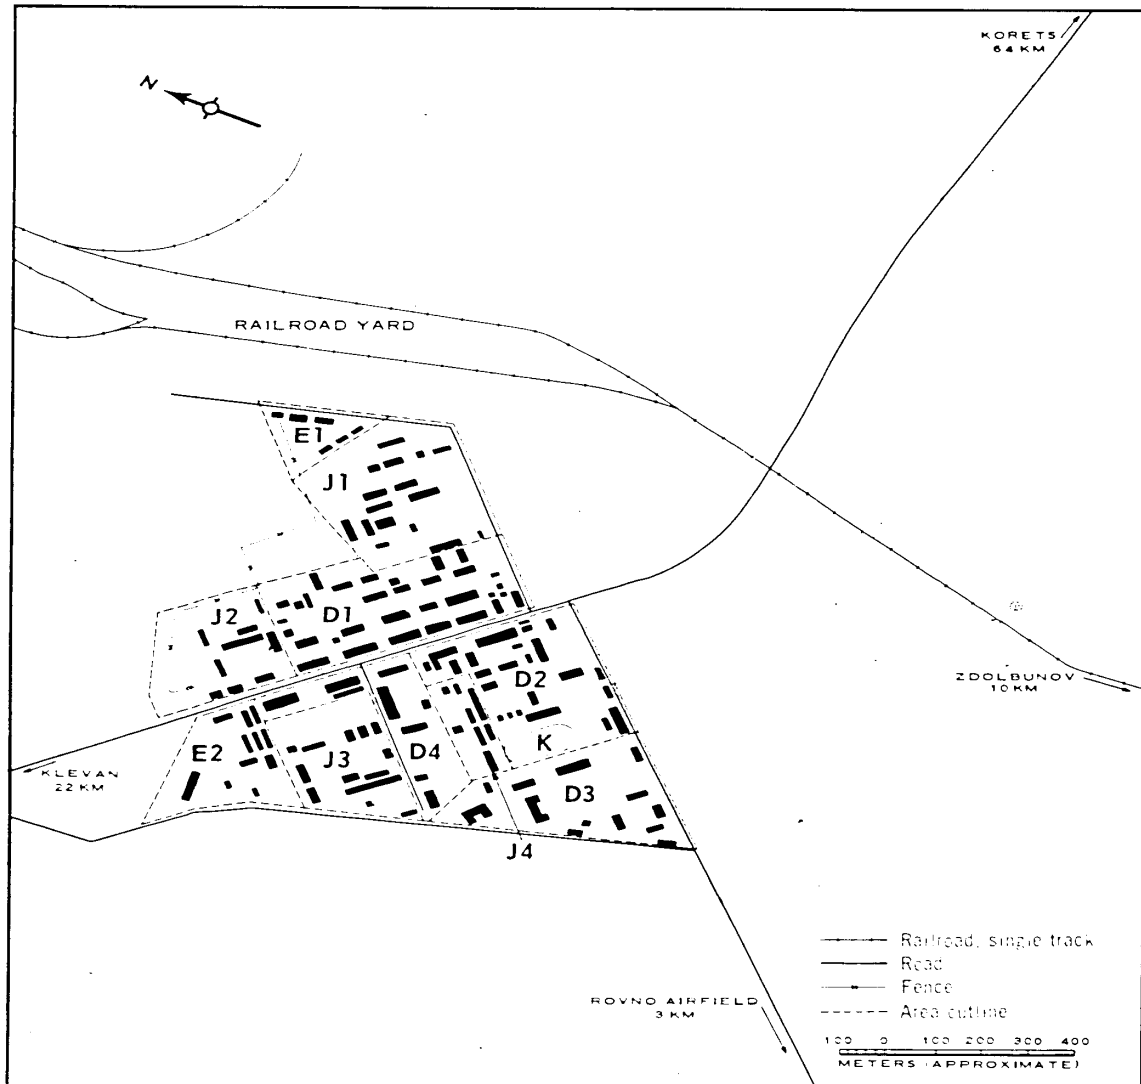 KORETS
64 KM
N
RAILROAD YARD
E1
J1
J2
D1
D2
ZDOLBUNOV
10 KM
E2
J3
D4
K
KLEVAN
22 KM
D3
J4
Railroad, single track
Road
Fence
Area outline
ROVNO AIRFIELD
3 KM
100 0 100 200 300 400
METERS (APPROXIMATE)